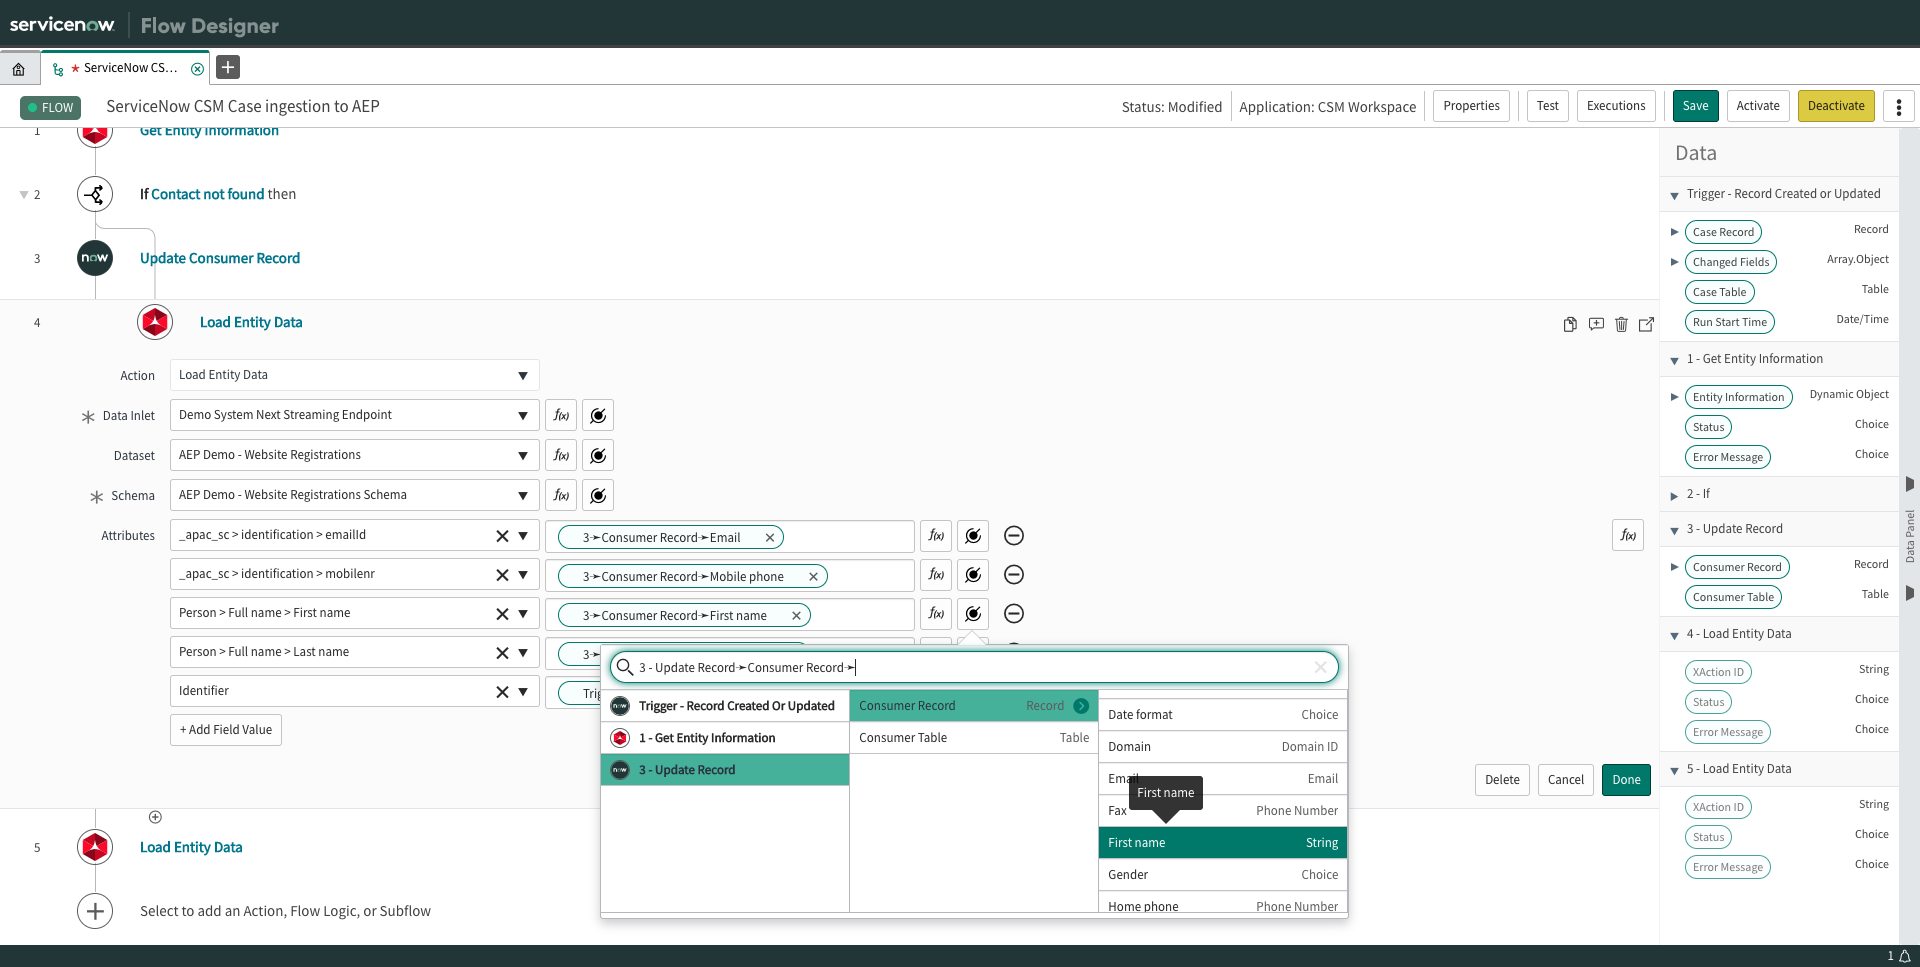 servicenow Flow Designer
ServiceNow CS...
FLOW ServiceNow CSM Case ingestion to AEP Status: Modified Application: CSM Workspace Properties Test Executions Save Activate Deactivate
1 Get Entity Information
2 If Contact not found then
3 now Update Consumer Record
4 Load Entity Data
Action Load Entity Data
Data Inlet Demo System Next Streaming Endpoint f(x)
Dataset AEP Demo - Website Registrations f(x)
Schema AEP Demo - Website Registrations Schema f(x)
Attributes _apac_sc > identification > emailId 3➛Consumer Record➛Email f(x) f(x)
_apac_sc > identification > mobilenr 3➛Consumer Record➛Mobile phone f(x)
Person > Full name > First name 3➛Consumer Record➛First name f(x)
Person > Full name > Last name 3➛
Identifier Trig
+ Add Field Value
3 - Update Record➛Consumer Record➛
now Trigger - Record Created Or Updated
1 - Get Entity Information
now 3 - Update Record
Consumer Record Record
Consumer Table Table
Date format Choice
Domain Domain ID
Email Email
First name
Fax Phone Number
First name String
Gender Choice
Home phone Phone Number
Delete Cancel Done
5 Load Entity Data
Select to add an Action, Flow Logic, or Subflow
Data
Trigger - Record Created or Updated
Case Record Record
Changed Fields Array.Object
Case Table Table
Run Start Time Date/Time
1 - Get Entity Information
Entity Information Dynamic Object
Status Choice
Error Message Choice
2 - If
3 - Update Record
Consumer Record Record
Consumer Table Table
4 - Load Entity Data
XAction ID String
Status Choice
Error Message Choice
5 - Load Entity Data
XAction ID String
Status Choice
Error Message Choice
Data Panel
1